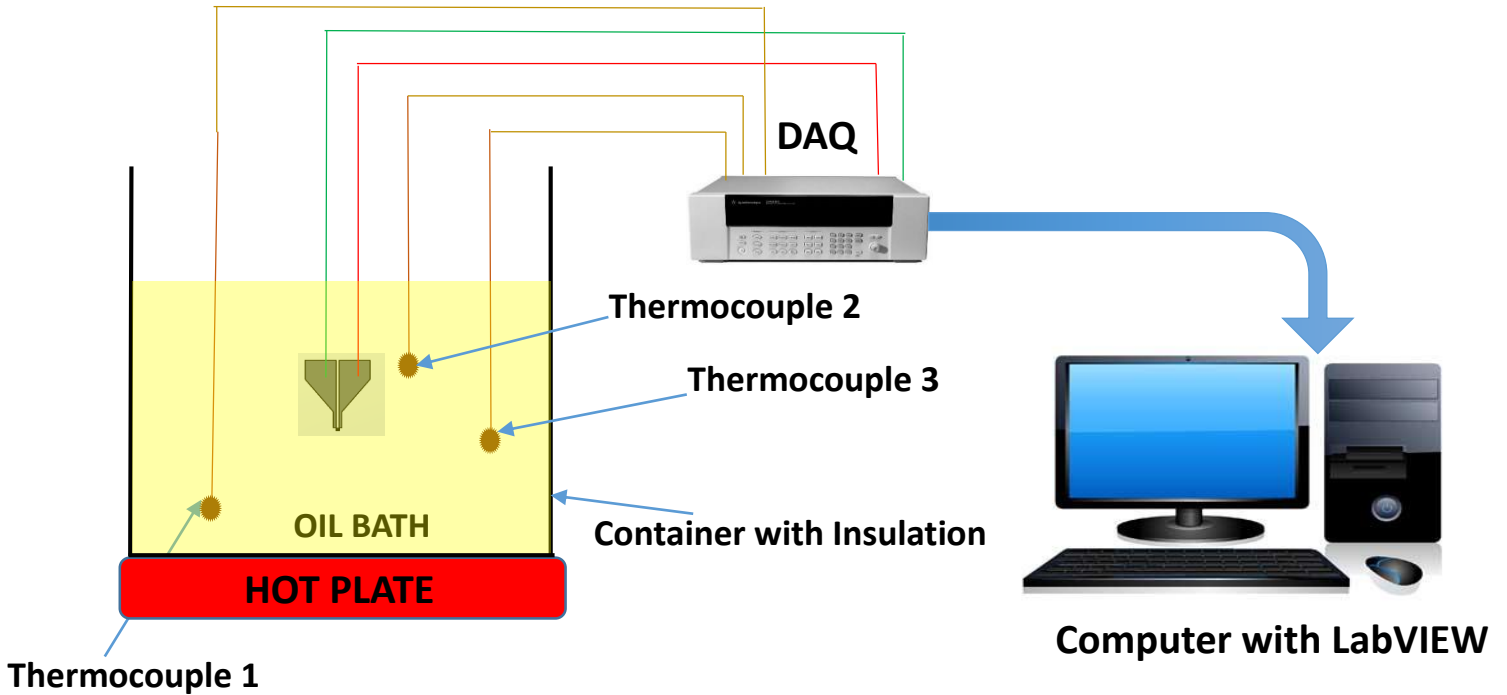 DAQ
Thermocouple 2
Thermocouple 3
OIL BATH
Container with Insulation
HOT PLATE
Computer with LabVIEW
Thermocouple 1